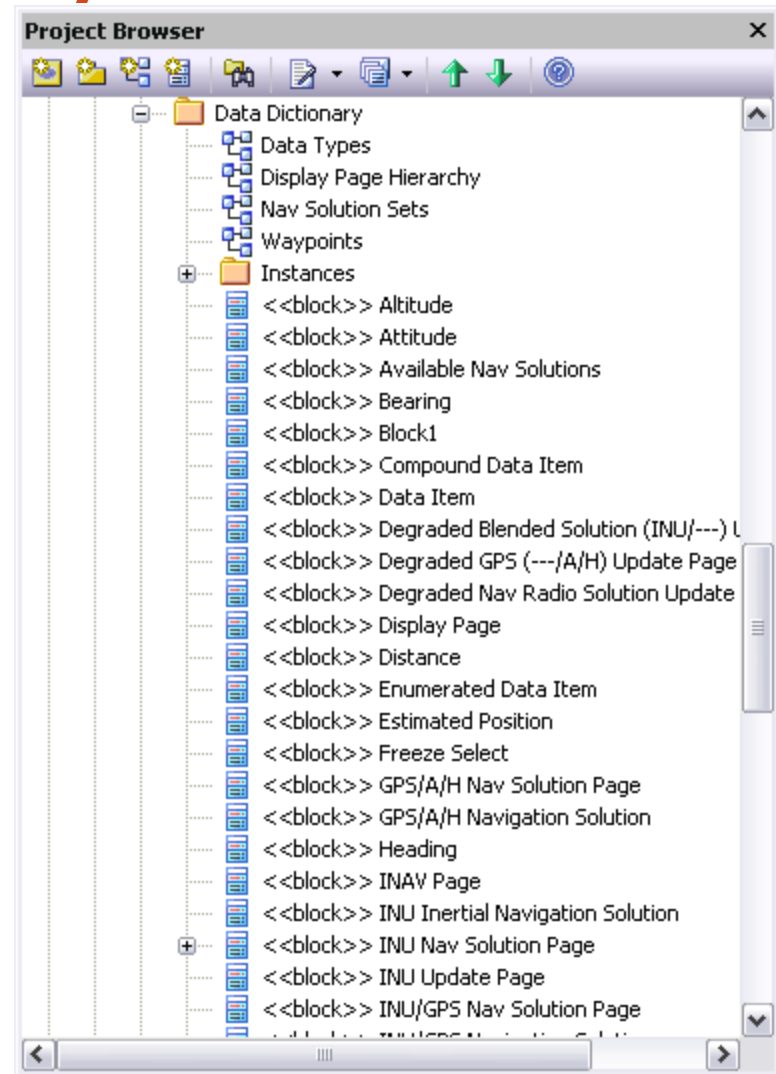 Project Browser
Data Dictionary
Data Types
Display Page Hierarchy
Nav Solution Sets
Waypoints
Instances
<<block>> Altitude
<<block>> Attitude
<<block>> Available Nav Solutions
<<block>> Bearing
<<block>> Block1
<<block>> Compound Data Item
<<block>> Data Item
<<block>> Degraded Blended Solution (INU/---)
<<block>> Degraded GPS (---/A/H) Update Page
<<block>> Degraded Nav Radio Solution Update
<<block>> Display Page
<<block>> Distance
<<block>> Enumerated Data Item
<<block>> Estimated Position
<<block>> Freeze Select
<<block>> GPS/A/H Nav Solution Page
<<block>> GPS/A/H Navigation Solution
<<block>> Heading
<<block>> INAV Page
<<block>> INU Inertial Navigation Solution
<<block>> INU Nav Solution Page
<<block>> INU Update Page
<<block>> INU/GPS Nav Solution Page